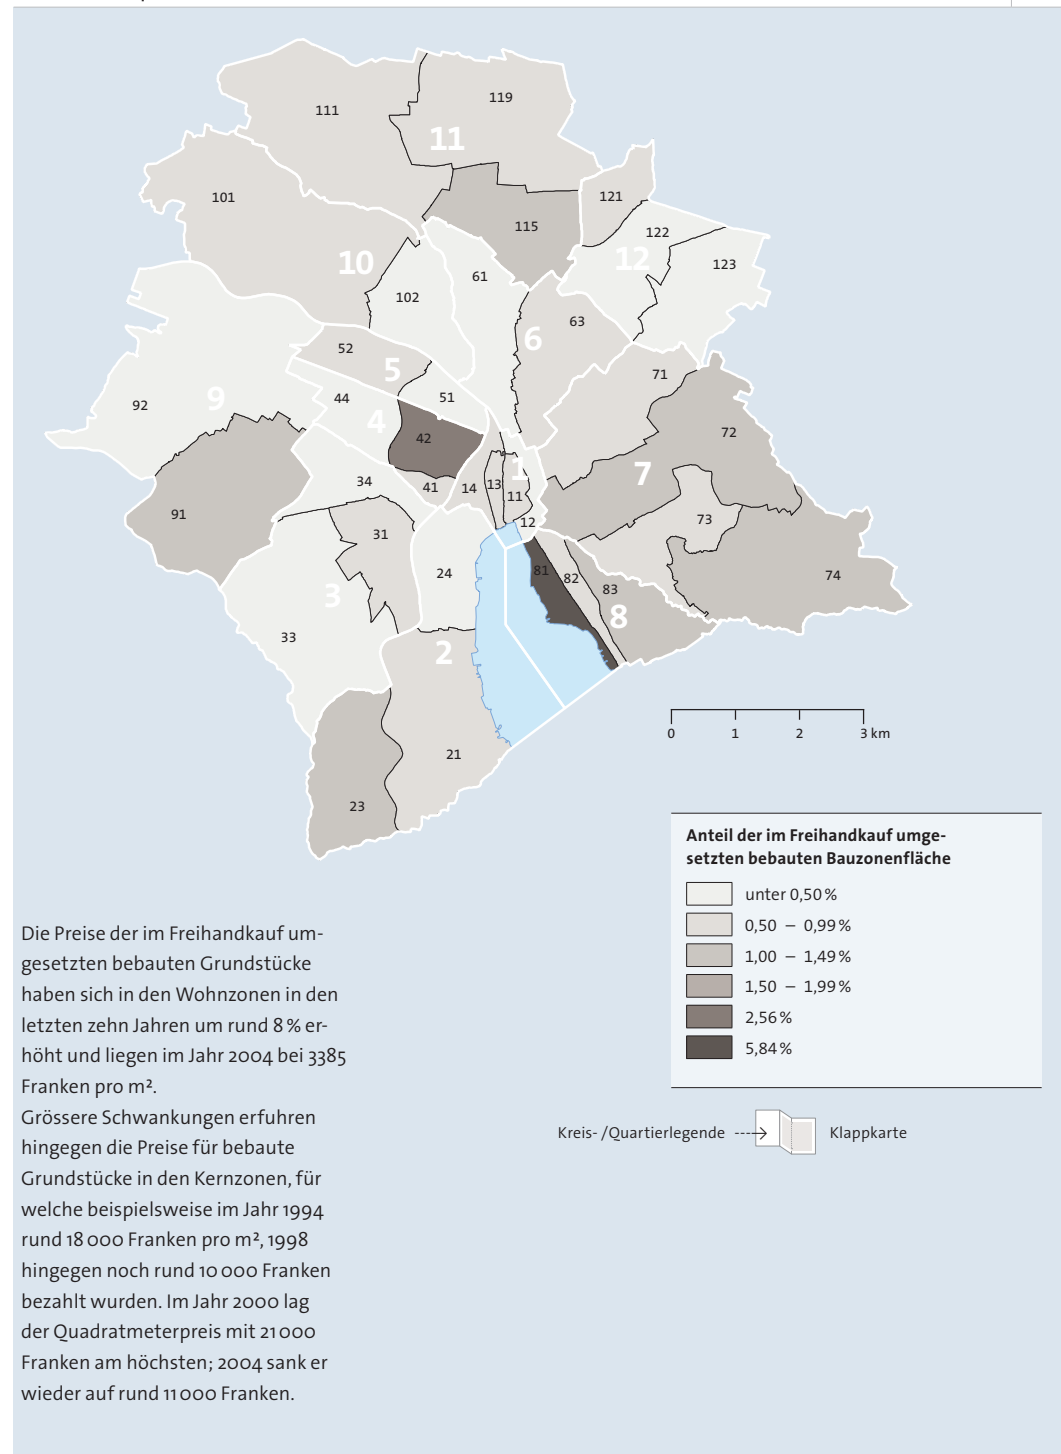 111
119
11
101
121
115
122
12
123
10
61
102
63
6
52
5
71
44
51
9
92
4
42
72
1
7
34
41
14
13
11
91
12
73
31
81
82
24
74
3
83
8
33
2
21
23
0 1 2 3 km
Anteil der im Freihandkauf umge-
setzten bebauten Bauzonenfläche
unter 0,50 %
0,50 – 0,99 %
1,00 – 1,49 %
1,50 – 1,99 %
2,56 %
5,84 %
Kreis- /Quartierlegende
Klappkarte
Die Preise der im Freihandkauf um-
gesetzten bebauten Grundstücke
haben sich in den Wohnzonen in den
letzten zehn Jahren um rund 8 % er-
höht und liegen im Jahr 2004 bei 3385
Franken pro m².
Grössere Schwankungen erfuhren
hingegen die Preise für bebaute
Grundstücke in den Kernzonen, für
welche beispielsweise im Jahr 1994
rund 18 000 Franken pro m², 1998
hingegen noch rund 10 000 Franken
bezahlt wurden. Im Jahr 2000 lag
der Quadratmeterpreis mit 21 000
Franken am höchsten; 2004 sank er
wieder auf rund 11 000 Franken.